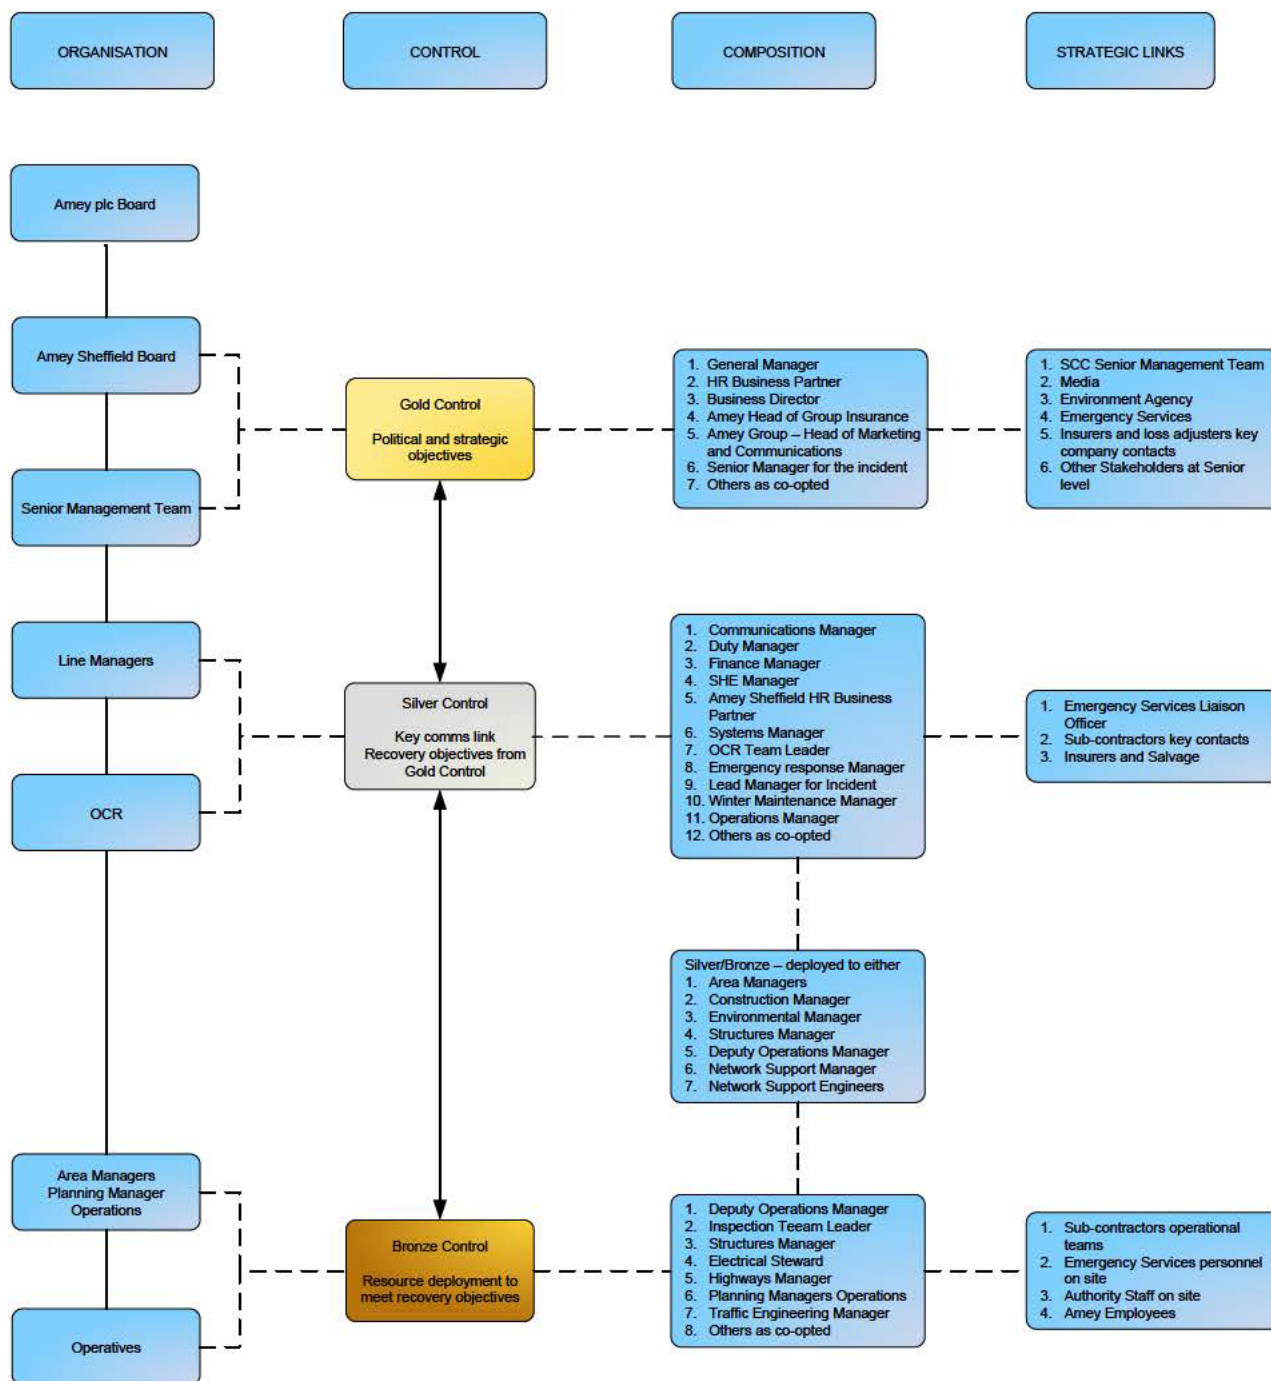 ORGANISATION
CONTROL
COMPOSITION
STRATEGIC LINKS
Amey plc Board
Amey Sheffield Board
Senior Management Team
Line Managers
OCR
Area Managers
Planning Manager
Operations
Operatives
Gold Control
Political and strategic
objectives
Silver Control
Key comms link
Recovery objectives from
Gold Control
Bronze Control
Resource deployment to
meet recovery objectives
1. General Manager
2. HR Business Partner
3. Business Director
4. Amey Head of Group Insurance
5. Amey Group – Head of Marketing
and Communications
6. Senior Manager for the incident
7. Others as co-opted
1. Communications Manager
2. Duty Manager
3. Finance Manager
4. SHE Manager
5. Amey Sheffield HR Business
Partner
6. Systems Manager
7. OCR Team Leader
8. Emergency response Manager
9. Lead Manager for Incident
10. Winter Maintenance Manager
11. Operations Manager
12. Others as co-opted
Silver/Bronze – deployed to either
1. Area Managers
2. Construction Manager
3. Environmental Manager
4. Structures Manager
5. Deputy Operations Manager
6. Network Support Manager
7. Network Support Engineers
1. Deputy Operations Manager
2. Inspection Teeam Leader
3. Structures Manager
4. Electrical Steward
5. Highways Manager
6. Planning Managers Operations
7. Traffic Engineering Manager
8. Others as co-opted
1. SCC Senior Management Team
2. Media
3. Environment Agency
4. Emergency Services
5. Insurers and loss adjusters key
company contacts
6. Other Stakeholders at Senior
level
1. Emergency Services Liaison
Officer
2. Sub-contractors key contacts
3. Insurers and Salvage
1. Sub-contractors operational
teams
2. Emergency Services personnel
on site
3. Authority Staff on site
4. Amey Employees